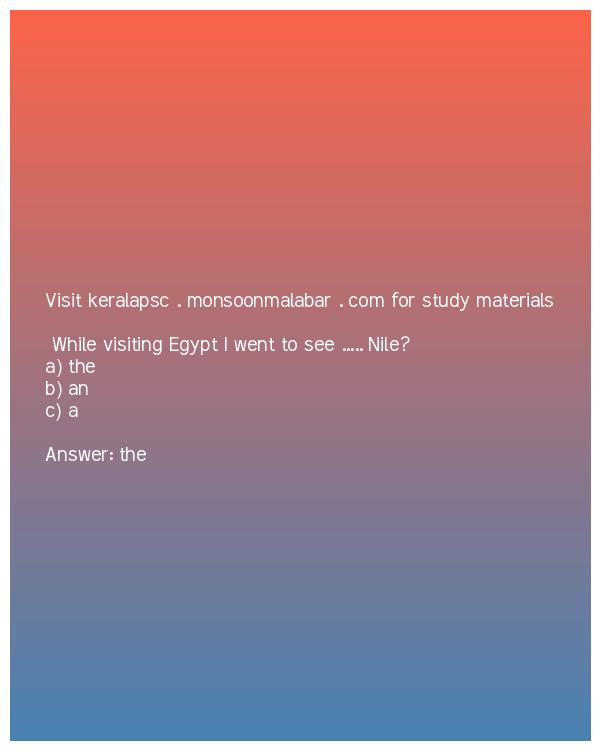 Visit keralapsc . monsoonmalabar . com for study materials
While visiting Egypt I went to see ..... Nile?
a) the
b) an
c) a
Answer: the